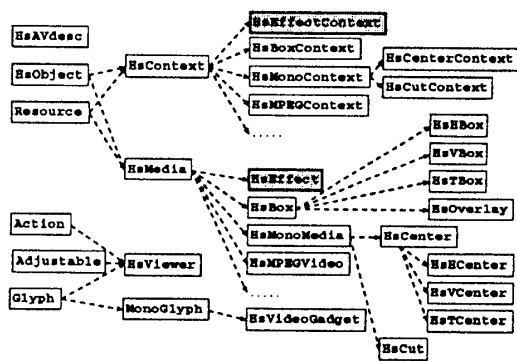 HsEffectContext
HsAVdesc
HsBoxContext
HsObject
HsContext
HsMonoContext
HsCenterContext
HsMPEGContext
HsCutContext
Resource
......
HsHBox
HsVBox
HsMedia
HsEffect
HsTBox
HsBox
HsOverlay
Action
HsMonoMedia
HsCenter
Adjustable
HsViewer
HsMPEGVideo
HsHCenter
Glyph
......
HsVCenter
MonoGlyph
HsVideoGadget
HsTCenter
HsCut